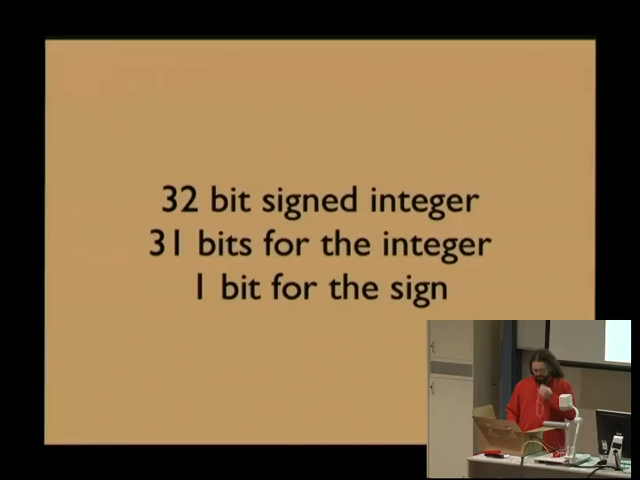 32 bit signed integer
31 bits for the integer
1 bit for the sign